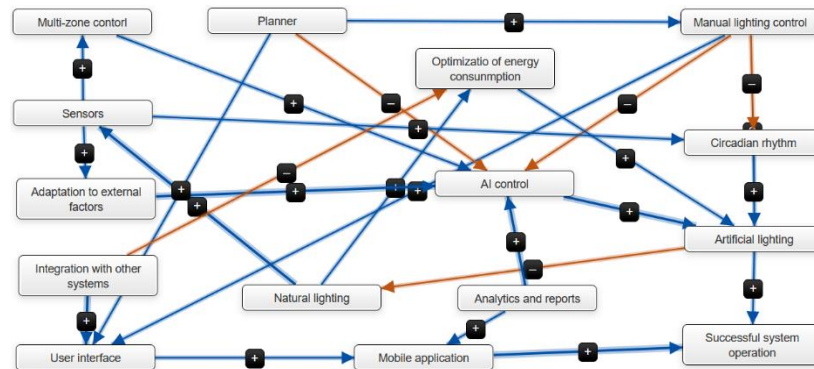 Multi-zone contorl
Planner
Manual lighting control
+
+
Optimizatio of energy
consunmption
+
–
–
–
Sensors
+
+
Circadian rhythm
+
–
+
Adaptation to external
factors
+
+
+
+
+
AI control
+
+
+
Artificial lighting
+
Integration with other
systems
–
Natural lighting
Analytics and reports
+
+
+
User interface
+
Mobile application
+
Successful system
operation